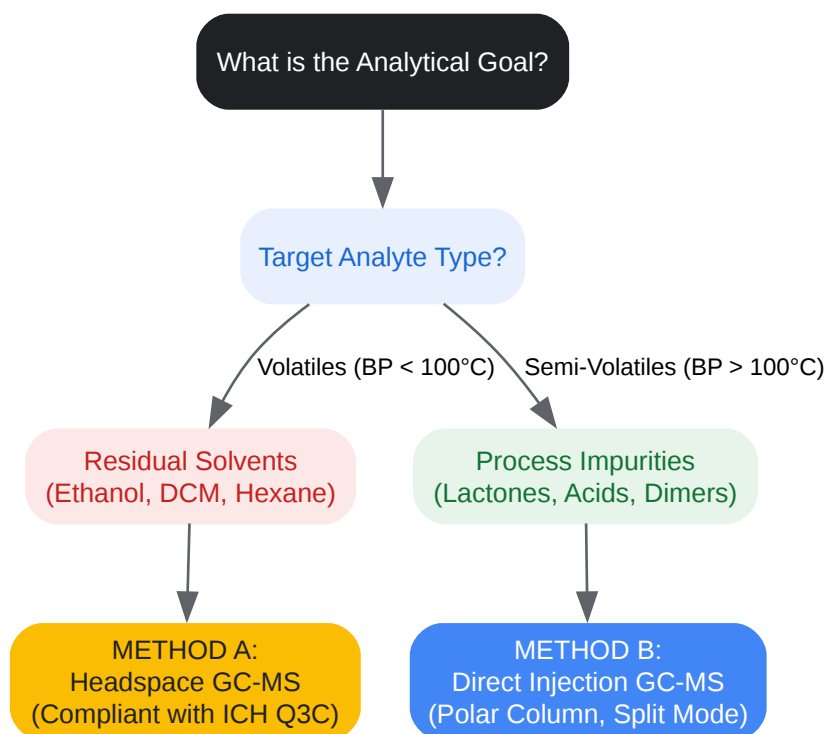 What is the Analytical Goal?
Target Analyte Type?
Volatiles (BP < 100°C)
Semi-Volatiles (BP > 100°C)
Residual Solvents
(Ethanol, DCM, Hexane)
Process Impurities
(Lactones, Acids, Dimers)
METHOD A:
Headspace GC-MS
(Compliant with ICH Q3C)
METHOD B:
Direct Injection GC-MS
(Polar Column, Split Mode)